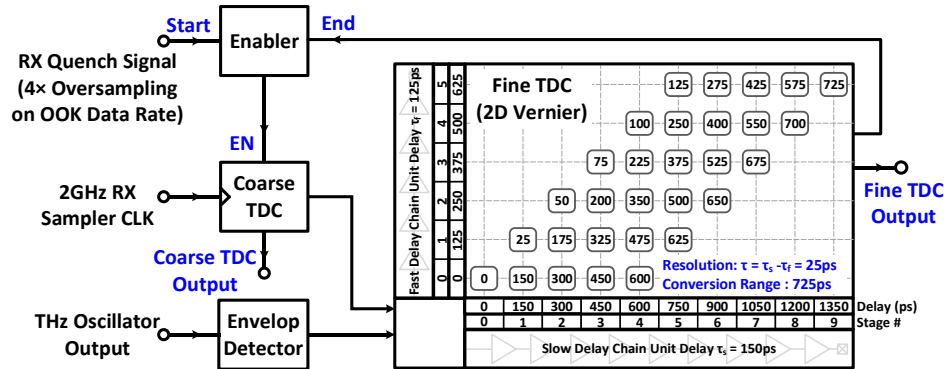 Start
Enabler
End
RX Quench Signal
(4× Oversampling
on OOK Data Rate)
EN
2GHz RX
Sampler CLK
Coarse
TDC
Coarse TDC
Output
THz Oscillator
Output
Envelop
Detector
Fast Delay Chain Unit Delay τf = 125ps
0 1 2 3 4 5
0 125 250 375 500 625
Fine TDC
(2D Vernier)
125 275 425 575 725
100 250 400 550 700
75 225 375 525 675
50 200 350 500 650
25 175 325 475 625
0 150 300 450 600
Resolution: τ = τs -τf = 25ps
Conversion Range : 725ps
0 150 300 450 600 750 900 1050 1200 1350 Delay (ps)
0 1 2 3 4 5 6 7 8 9 Stage #
Slow Delay Chain Unit Delay τs = 150ps
Fine TDC
Output